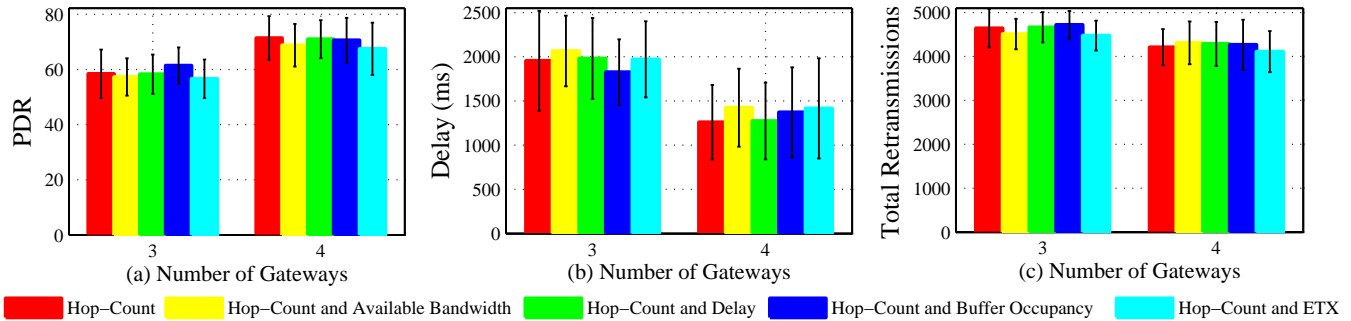 80
60
40
20
0
PDR
3
4
(a) Number of Gateways
2500
2000
1500
1000
500
0
Delay (ms)
3
4
(b) Number of Gateways
5000
4000
3000
2000
1000
0
Total Retransmissions
3
4
(c) Number of Gateways
Hop−Count
Hop−Count and Available Bandwidth
Hop−Count and Delay
Hop−Count and Buffer Occupancy
Hop−Count and ETX